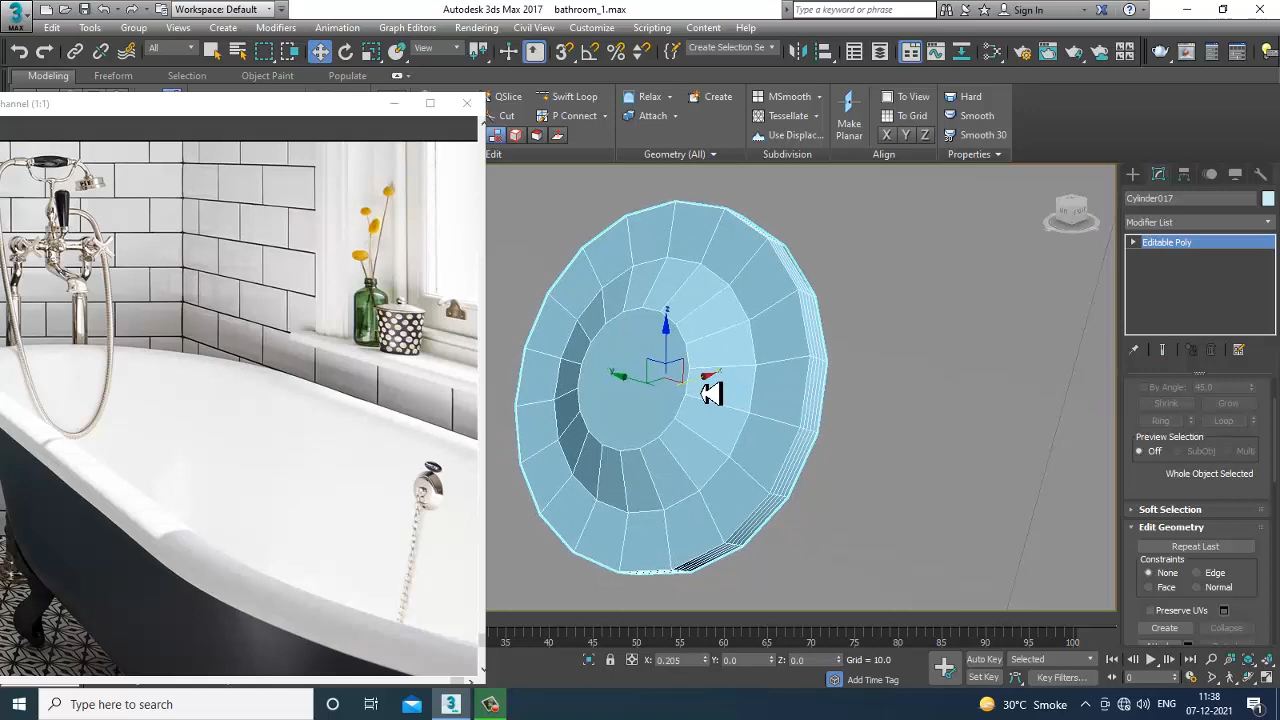 Autodesk 3ds Max 2017    bathroom_1.max
Workspace: Default
Type a keyword or phrase
Sign In
MAX
Edit Tools Group Views Create Modifiers Animation Graph Editors Rendering Civil View Customize Scripting Content Help
All
View
Create Selection Se
Modeling Freeform Selection Object Paint Populate
channel (1:1)
QSlice Swift Loop Relax Create MSmooth To View Hard
Cut P Connect Attach Tessellate Make Planar To Grid Smooth
Use Displac... X Y Z Smooth 30
Edit Geometry (All) Subdivision Align Properties
Cylinder017
Modifier List
Editable Poly
z
y
x
By Angle: 45.0
Shrink Grow
Ring Loop
Preview Selection
Off SubObj Multi
Whole Object Selected
Soft Selection
Edit Geometry
Repeat Last
Constraints
None Edge
Face Normal
Preserve UVs
Create Collapse
35 40 45 50 55 60 65 70 75 80 85 90 95 100
X: 0.205 Y: 0.0 Z: 0.0 Grid = 10.0
Add Time Tag
Auto Key Selected
Set Key Key Filters...
0
Type here to search
30°C Smoke
ENG
11:38
07-12-2021
1